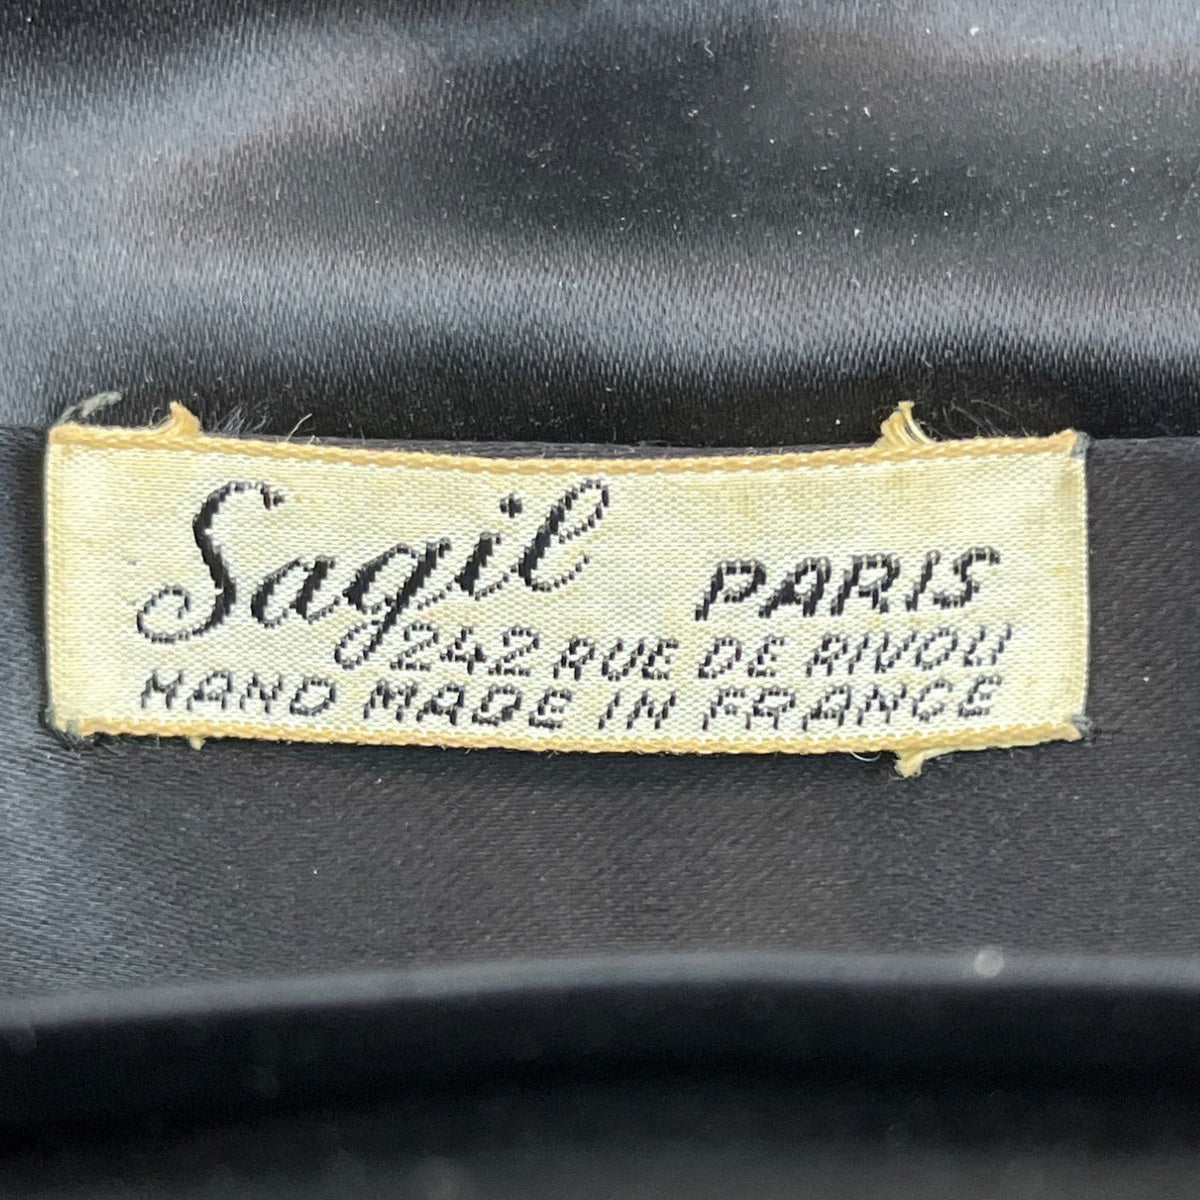 Sagil PARIS
242 RUE DE RIVOLI
HAND MADE IN FRANCE